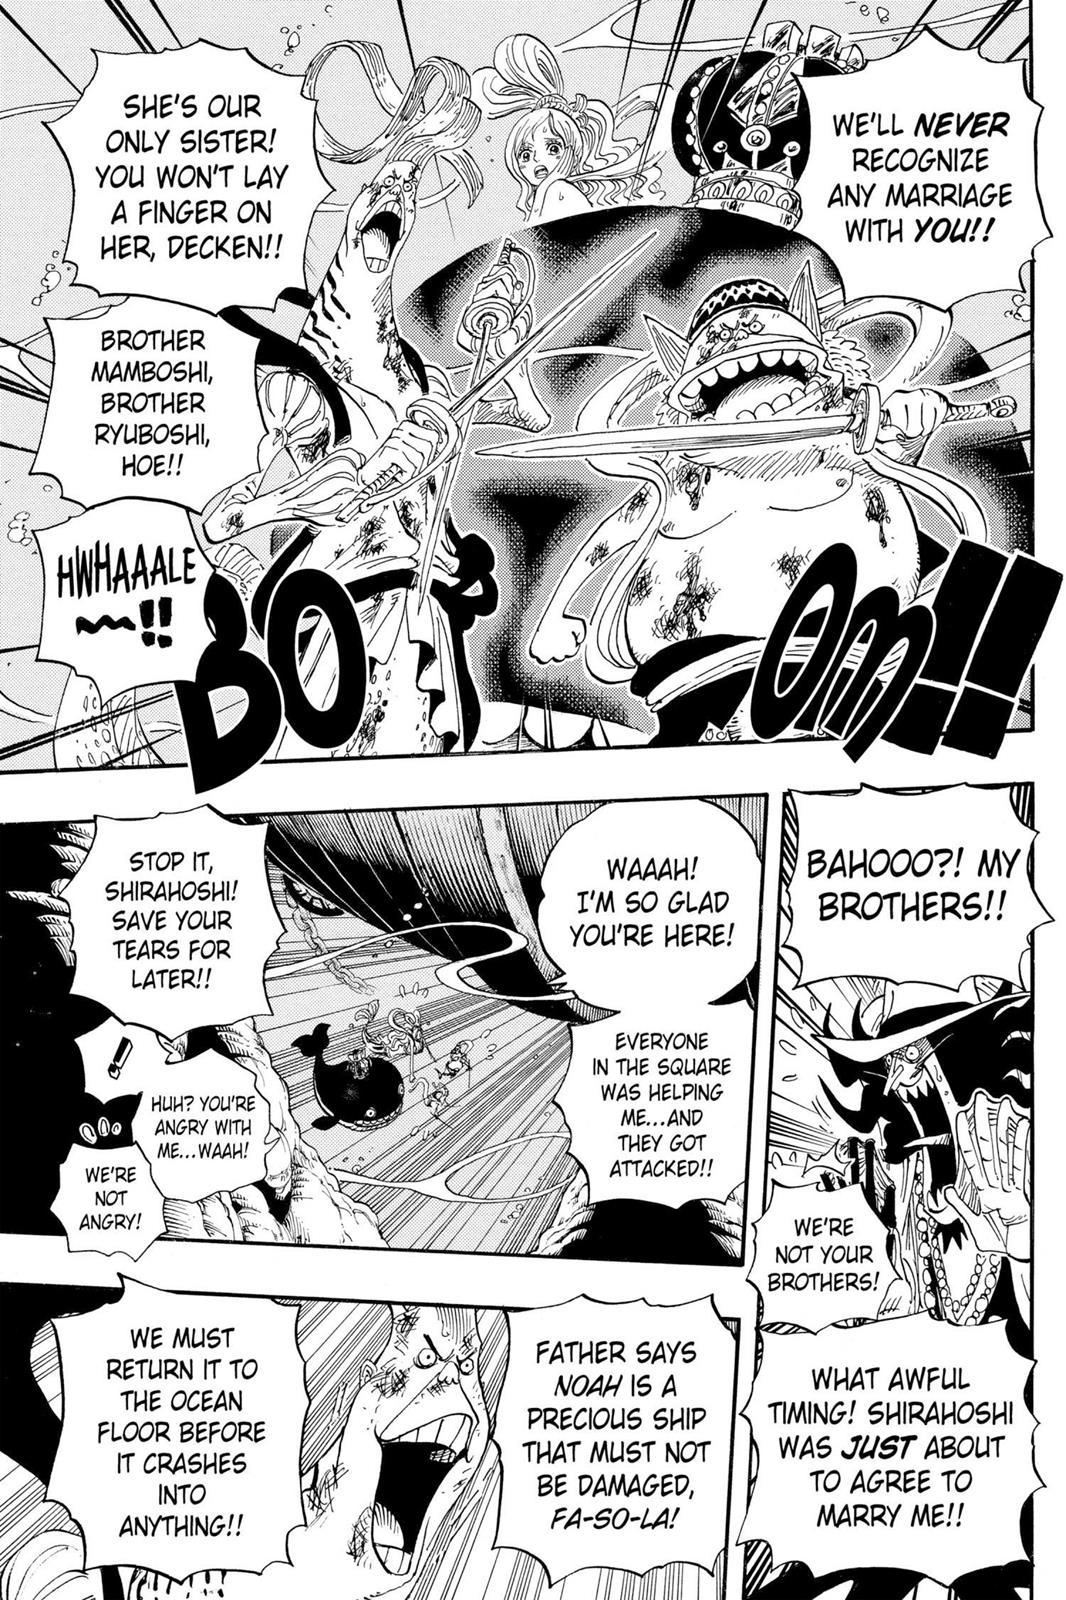 WE'LL NEVER
RECOGNIZE
ANY MARRIAGE
WITH YOU!!
SHE'S OUR
ONLY SISTER!
YOU WON'T LAY
A FINGER ON
HER, DECKEN!!
BROTHER
MAMBOSHI,
BROTHER
RYUBOSHI,
HOE!!
HWHAAALE
!!
BO
OM!!
BAHOOO?! MY
BROTHERS!!
WE'RE
NOT YOUR
BROTHERS!
WHAT AWFUL
TIMING! SHIRAHOSHI
WAS JUST ABOUT
TO AGREE TO
MARRY ME!!
WAAAH!
I'M SO GLAD
YOU'RE HERE!
EVERYONE
IN THE SQUARE
WAS HELPING
ME...AND
THEY GOT
ATTACKED!!
STOP IT,
SHIRAHOSHI!
SAVE YOUR
TEARS FOR
LATER!!
!
HUH? YOU'RE
ANGRY WITH
ME...WAAH!
...
WE'RE
NOT
ANGRY!
FATHER SAYS
NOAH IS A
PRECIOUS SHIP
THAT MUST NOT
BE DAMAGED,
FA-SO-LA!
WE MUST
RETURN IT TO
THE OCEAN
FLOOR BEFORE
IT CRASHES
INTO
ANYTHING!!